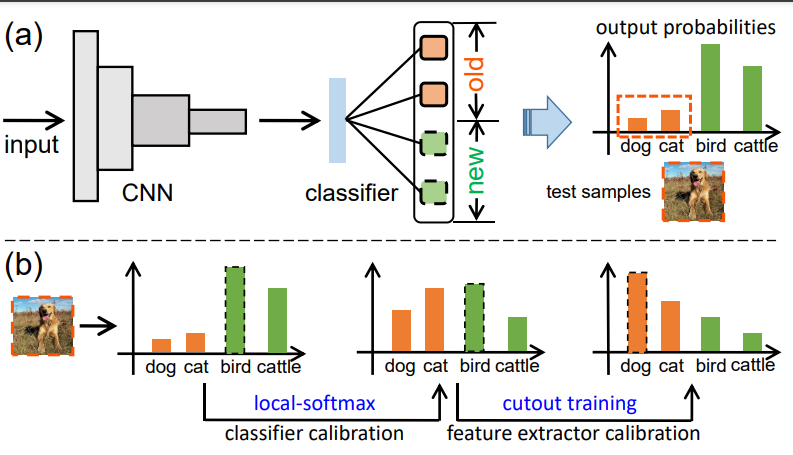 (a)
output probabilities
input
CNN
classifier
old
new
dog cat bird cattle
test samples
(b)
dog cat bird cattle
dog cat bird cattle
dog cat bird cattle
local-softmax
classifier calibration
cutout training
feature extractor calibration